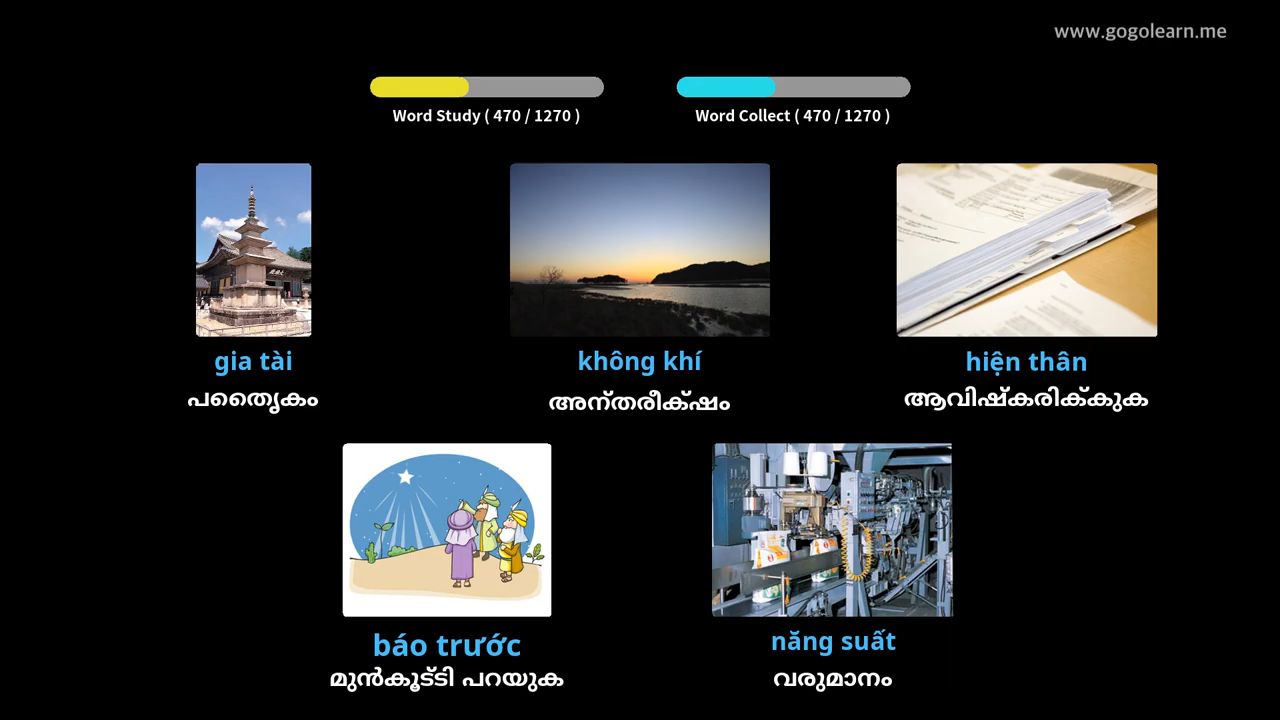 www.gogolearn.me
Word Study ( 470 / 1270 )
Word Collect ( 470 / 1270 )
gia tài
không khí
hiện thân
പതൈൃകം
അന്തരീക്ഷം
ആവിഷ്കരിക്കുക
báo trước
năng suất
മുൻകൂട്ടി പറയുക
വരുമാനം